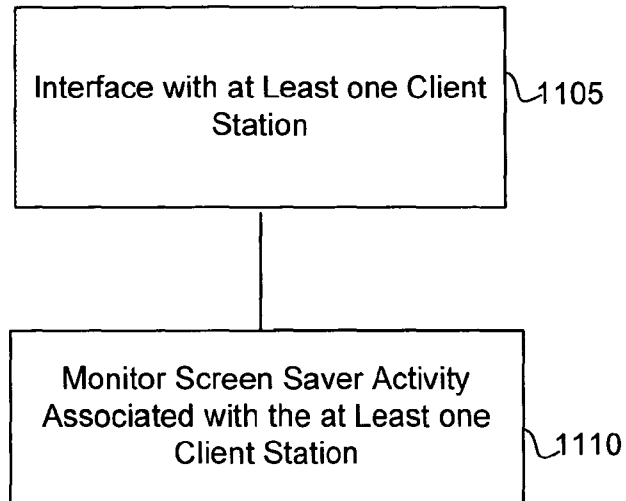 Interface with at Least one Client
Station
1105
Monitor Screen Saver Activity
Associated with the at Least one
Client Station
1110